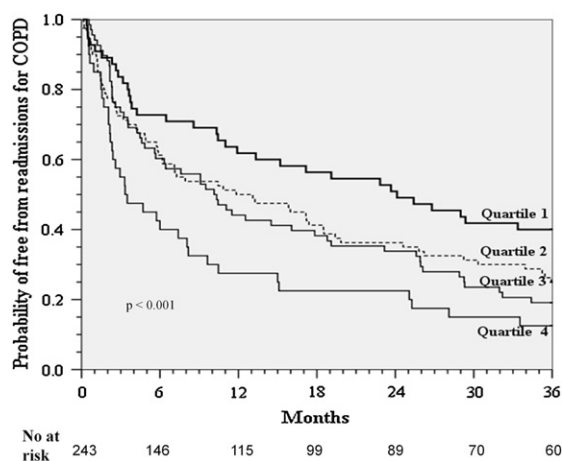 Probability of free from readmissions for COPD
1.0
0.8
0.6
0.4
0.2
0.0
Quartile 1
Quartile 2
Quartile 3
Quartile 4
p < 0.001
0 6 12 18 24 30 36
Months
No at
risk
243 146 115 99 89 70 60